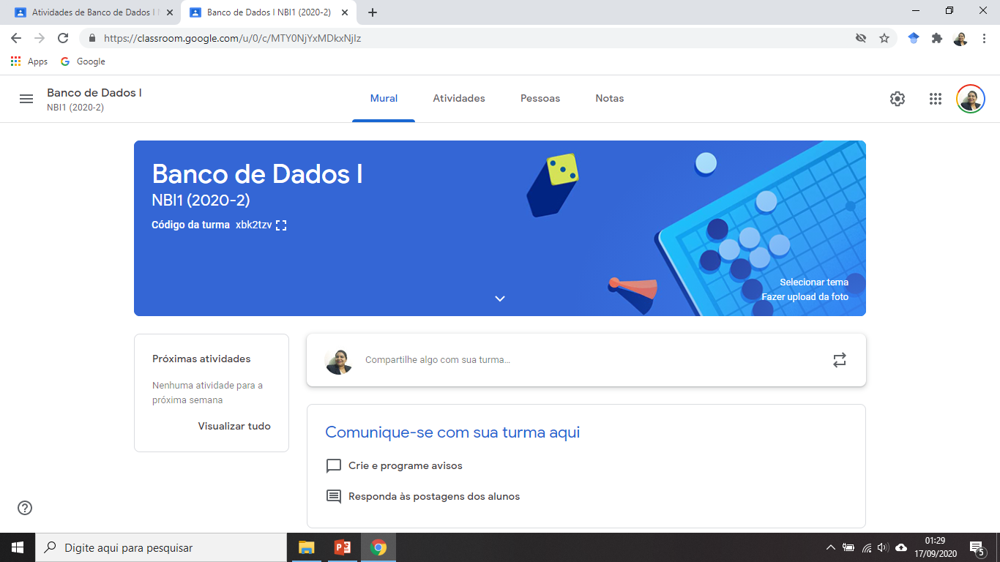 Atividades de Banco de Dados I
Banco de Dados I NBI1 (2020-2)
https://classroom.google.com/u/0/c/MTY0NjYxMDkxNjIz
Apps
Google
Banco de Dados I
NBI1 (2020-2)
Mural
Atividades
Pessoas
Notas
Banco de Dados I
NBI1 (2020-2)
Código da turma xbk2tzv
Selecionar tema
Fazer upload da foto
Próximas atividades
Nenhuma atividade para a
próxima semana
Visualizar tudo
Compartilhe algo com sua turma...
Comunique-se com sua turma aqui
Crie e programe avisos
Responda às postagens dos alunos
Digite aqui para pesquisar
01:29
17/09/2020
5